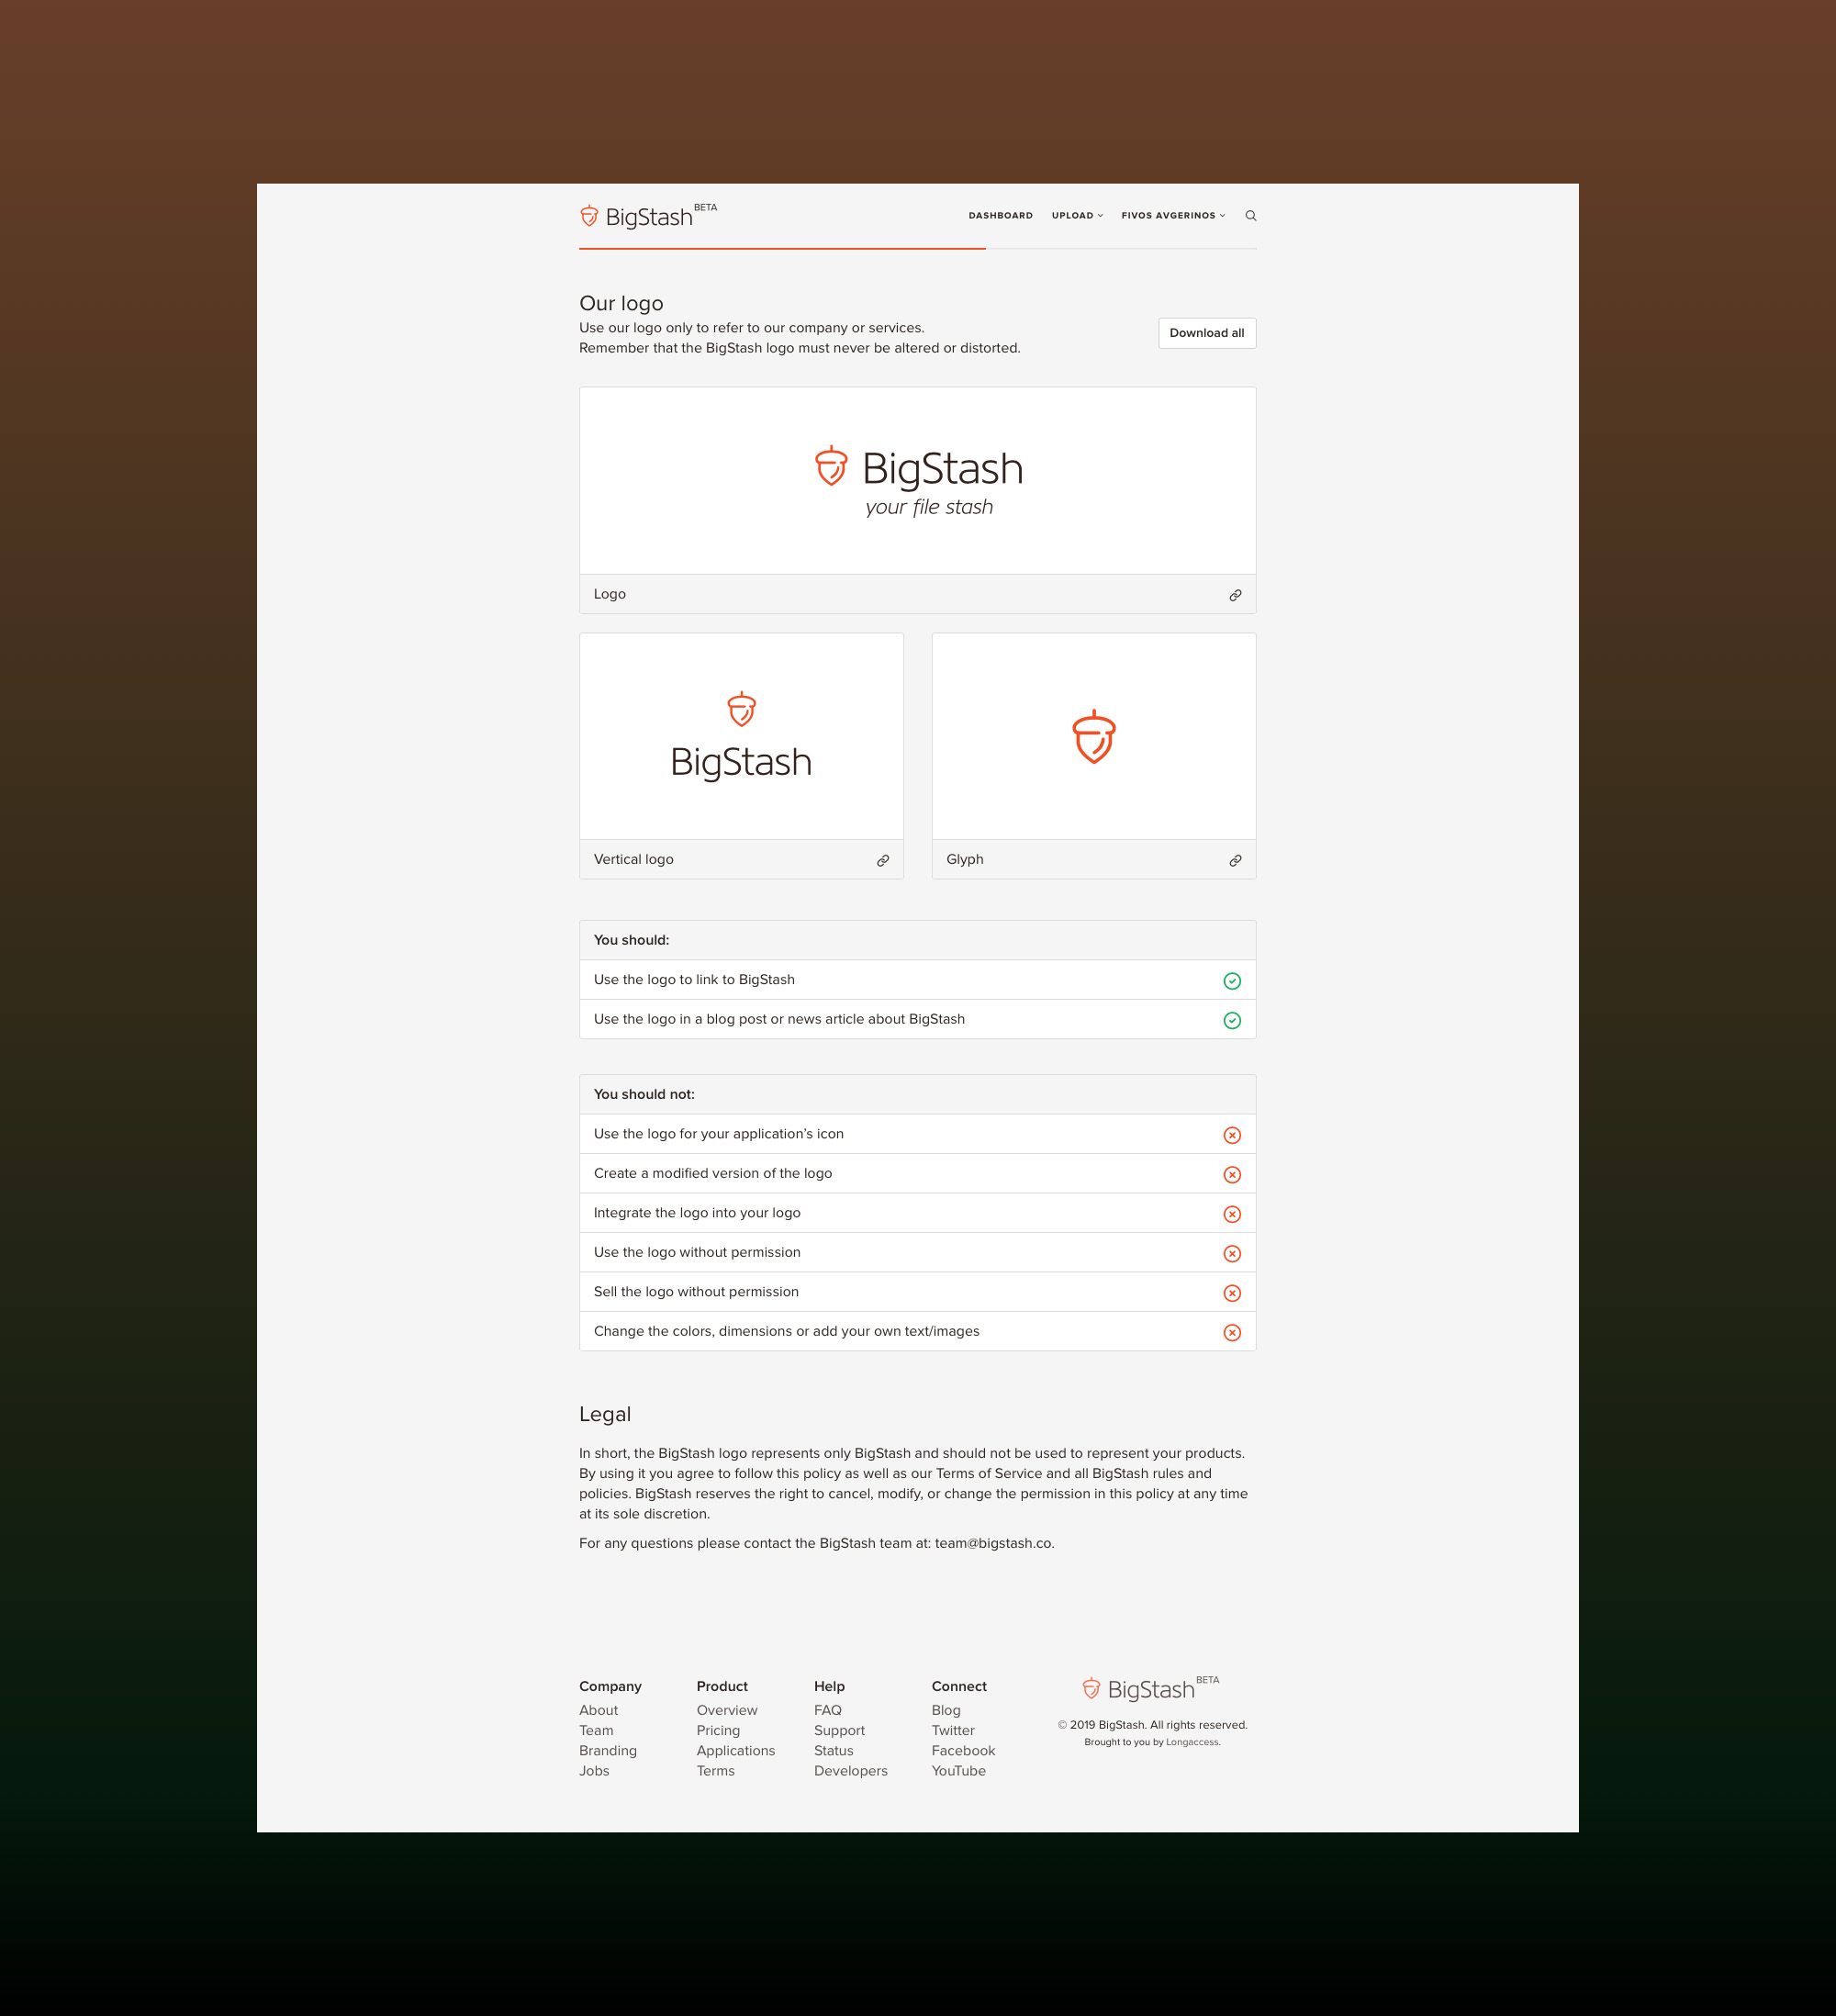 BigStash BETA
DASHBOARD UPLOAD FIVOS AVGERINOS
Our logo
Use our logo only to refer to our company or services.
Remember that the BigStash logo must never be altered or distorted.
Download all
BigStash
your file stash
Logo
BigStash
Vertical logo
Glyph
You should:
Use the logo to link to BigStash
Use the logo in a blog post or news article about BigStash
You should not:
Use the logo for your application’s icon
Create a modified version of the logo
Integrate the logo into your logo
Use the logo without permission
Sell the logo without permission
Change the colors, dimensions or add your own text/images
Legal
In short, the BigStash logo represents only BigStash and should not be used to represent your products.
By using it you agree to follow this policy as well as our Terms of Service and all BigStash rules and
policies. BigStash reserves the right to cancel, modify, or change the permission in this policy at any time
at its sole discretion.
For any questions please contact the BigStash team at: team@bigstash.co.
Company
About
Team
Branding
Jobs
Product
Overview
Pricing
Applications
Terms
Help
FAQ
Support
Status
Developers
Connect
Blog
Twitter
Facebook
YouTube
BigStash BETA
© 2019 BigStash. All rights reserved.
Brought to you by Longaccess.